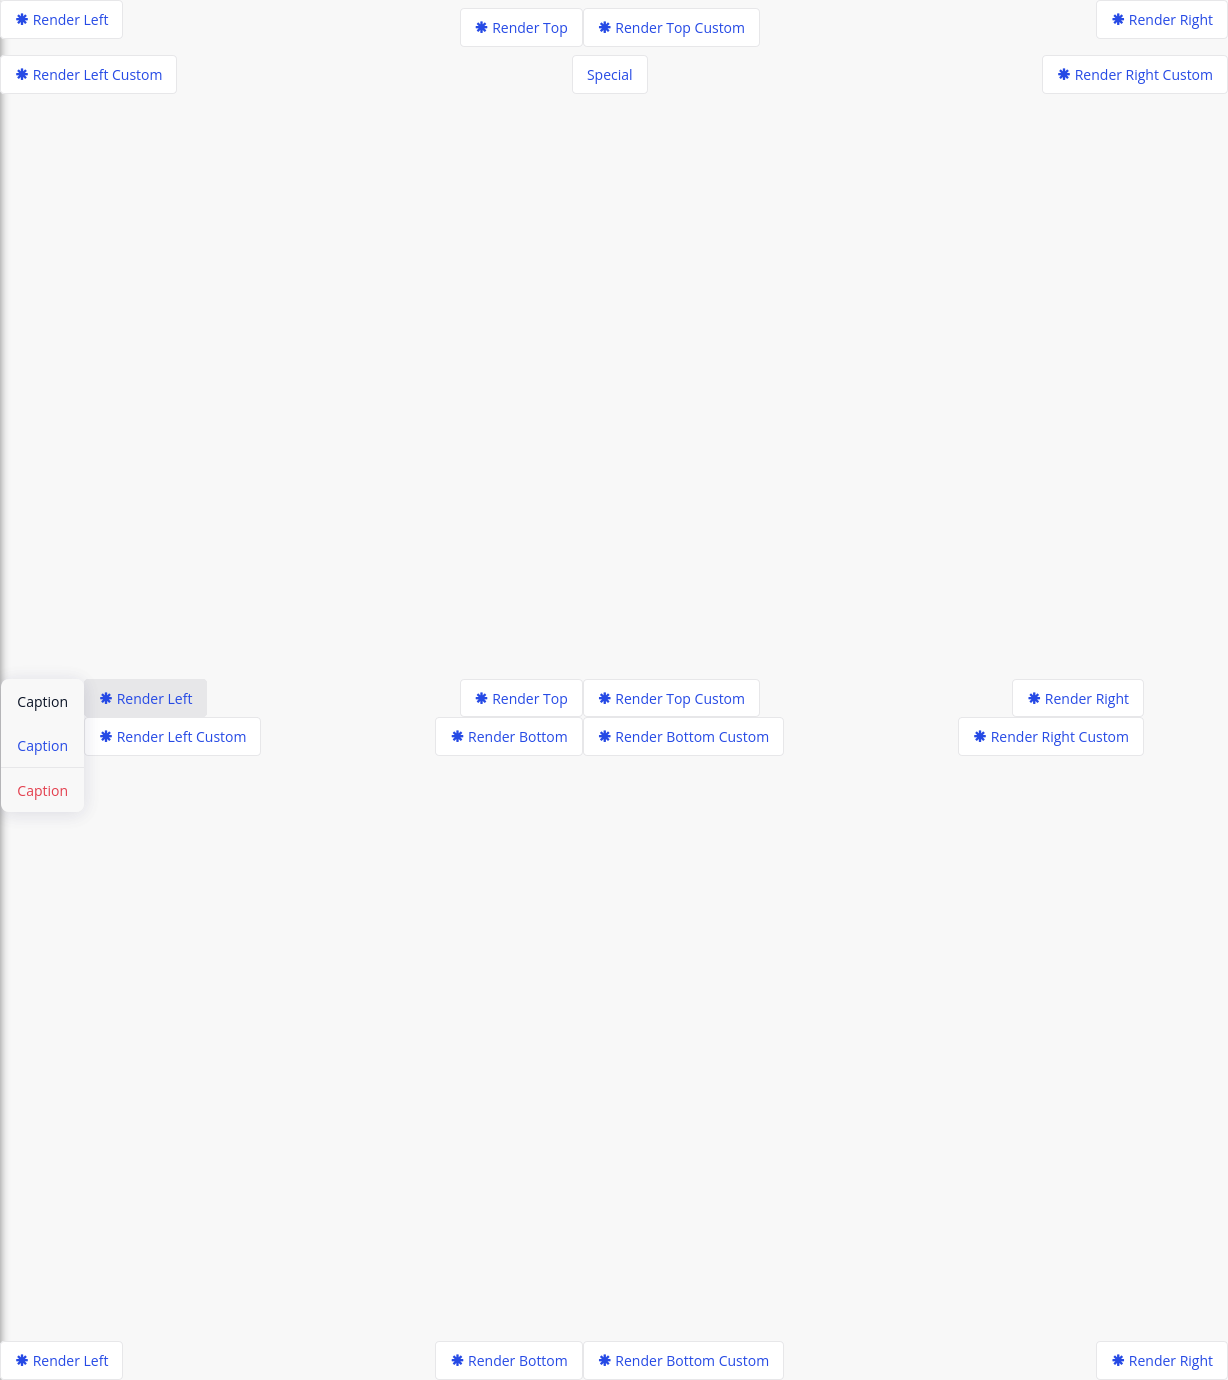 Render Left
Render Top
Render Top Custom
Render Right
Render Left Custom
Special
Render Right Custom
Caption
Caption
Caption
Render Left
Render Top
Render Top Custom
Render Right
Render Left Custom
Render Bottom
Render Bottom Custom
Render Right Custom
Render Left
Render Bottom
Render Bottom Custom
Render Right